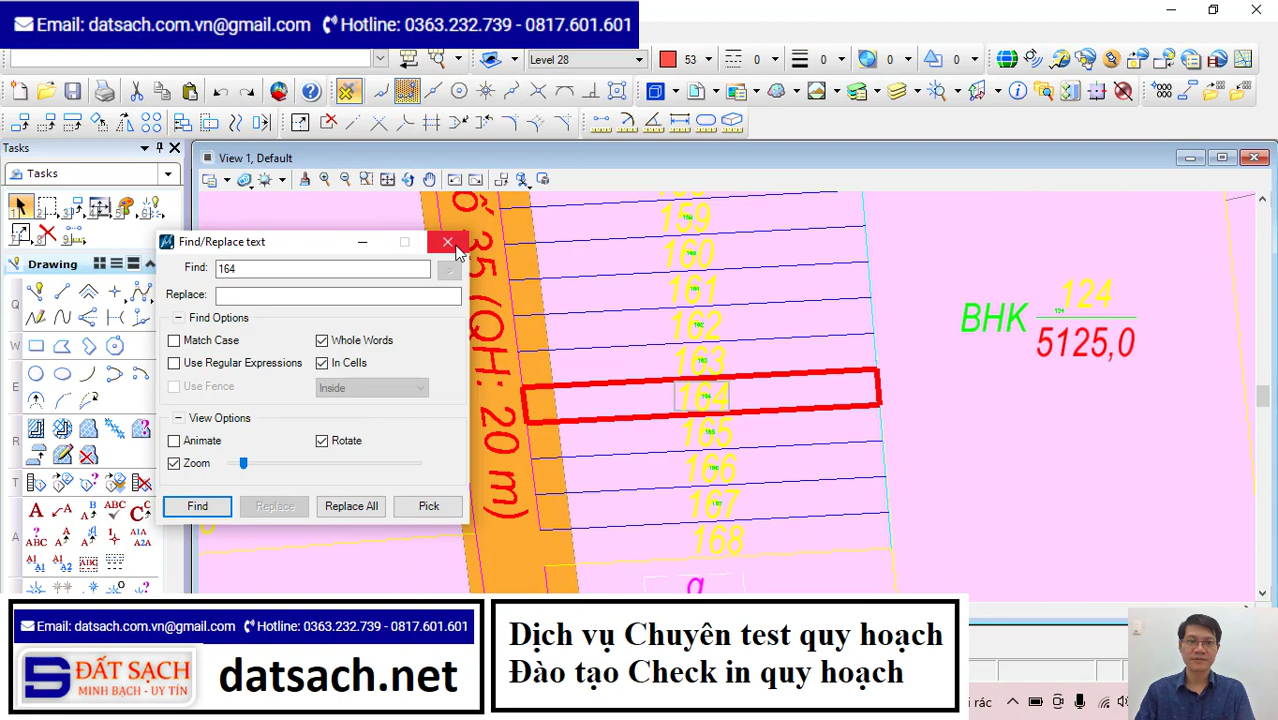 Email: datsach.com.vn@gmail.com Hotline: 0363.232.739 - 0817.601.601
Level 28
53
0
0
0
0
Tasks
Tasks
View 1, Default
Find/Replace text
Find: 164
Replace:
Find Options
Match Case
Whole Words
Use Regular Expressions
In Cells
Use Fence
Inside
View Options
Animate
Rotate
Zoom
Find
Replace
Replace All
Pick
Drawing
Q
W
E
R
T
A
ố 35 (QH: 20 m)
159
160
161
162
163
164
165
166
167
168
BHK
124
5125,0
Email: datsach.com.vn@gmail.com Hotline: 0363.232.739 - 0817.601.601
ĐẤT SẠCH
MINH BẠCH - UY TÍN
datsach.net
Dịch vụ Chuyên test quy hoạch
Đào tạo Check in quy hoạch
i rác